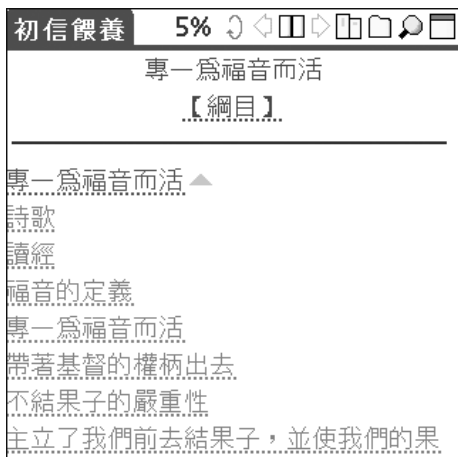 初信餵養 5%
專一爲福音而活
【綱目】
專一爲福音而活
詩歌
讀經
福音的定義
專一爲福音而活
帶著基督的權柄出去
不結果子的嚴重性
主立了我們前去結果子，並使我們的果